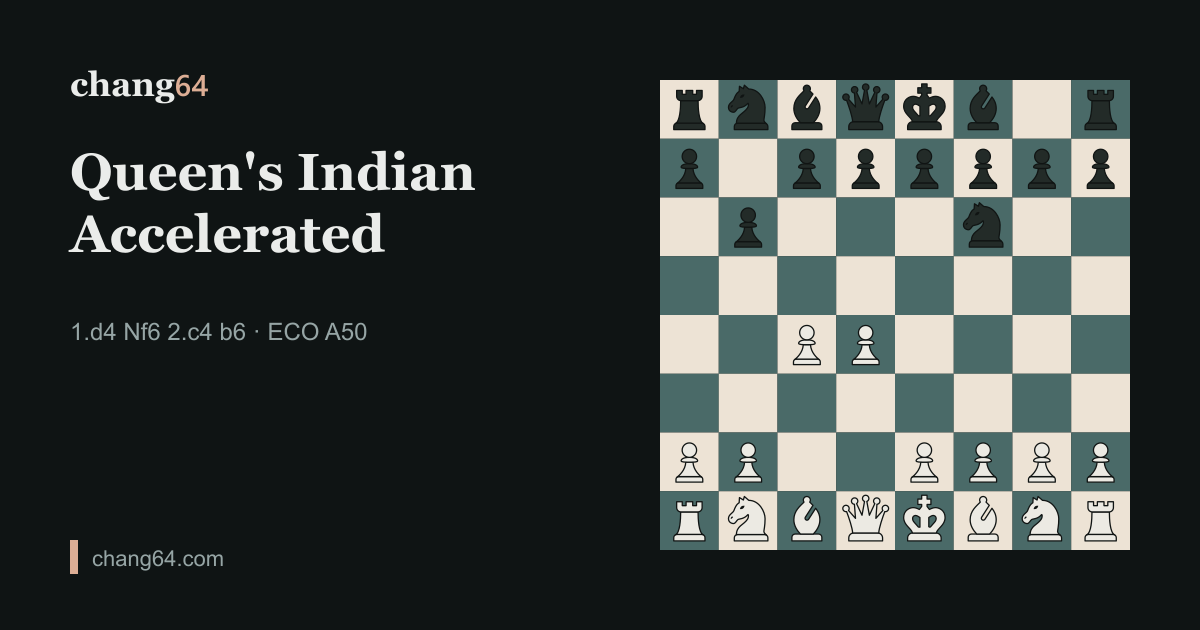 chang64
Queen's Indian
Accelerated
1.d4 Nf6 2.c4 b6 · ECO A50
chang64.com